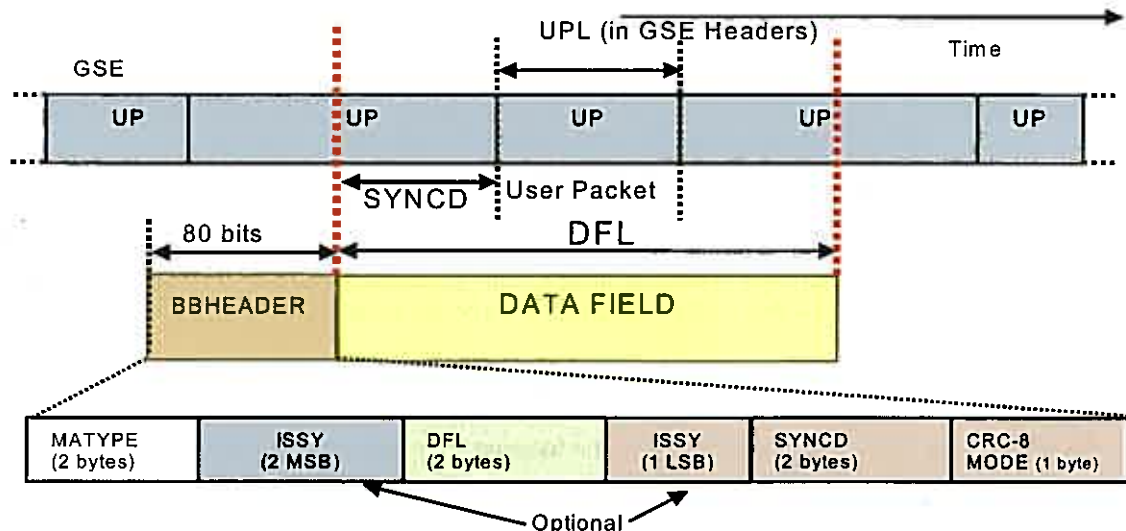 UPL (in GSE Headers)
Time
GSE
UP UP UP UP UP
SYNCD
User Packet
80 bits
DFL
BBHEADER
DATA FIELD
MATYPE
(2 bytes)
ISSY
(2 MSB)
DFL
(2 bytes)
ISSY
(1 LSB)
SYNCD
(2 bytes)
CRC-8
MODE (1 byte)
Optional